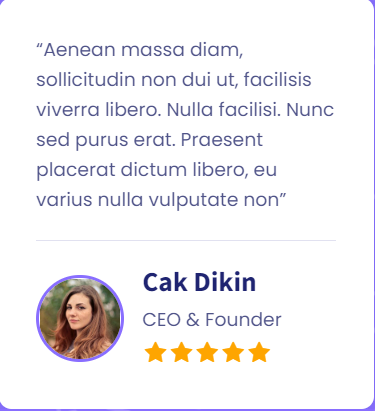 “Aenean massa diam,
sollicitudin non dui ut, facilisis
viverra libero. Nulla facilisi. Nunc
sed purus erat. Praesent
placerat dictum libero, eu
varius nulla vulputate non”
Cak Dikin
CEO & Founder